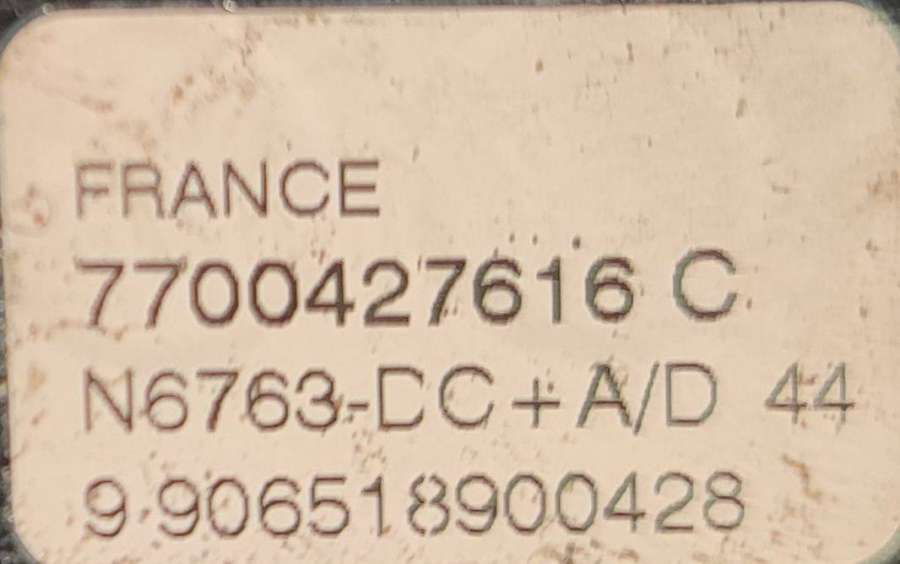 FRANCE
7700427616 C
N6763-DC+A/D 44
9.906518900428